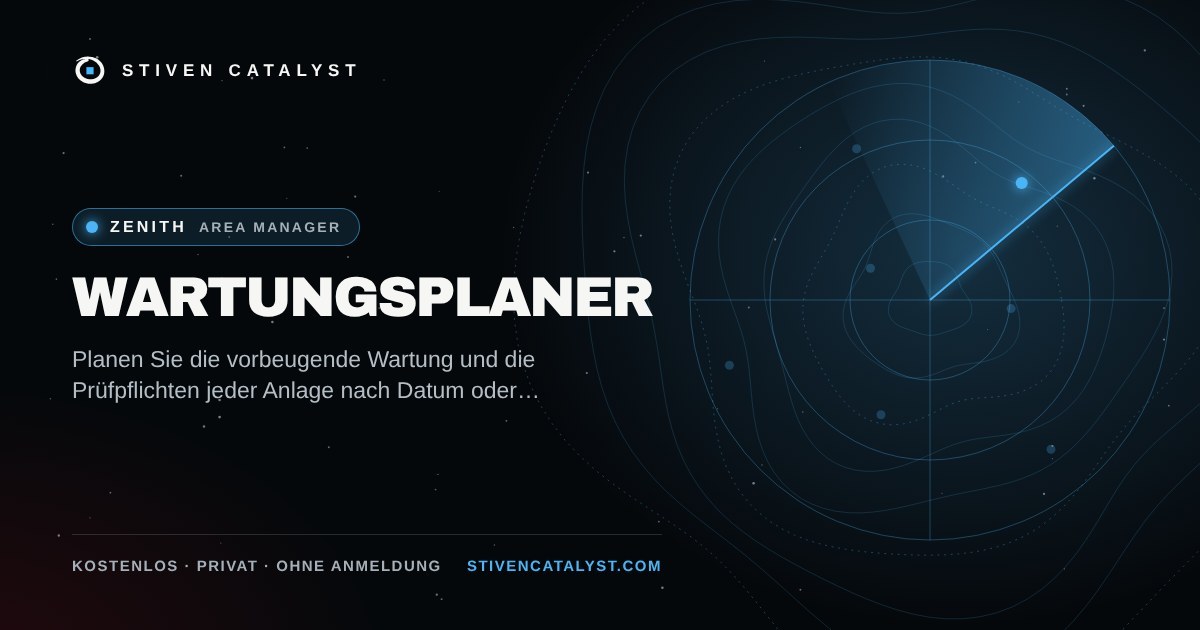 STIVEN CATALYST
ZENITH AREA MANAGER
WARTUNGSPLANER
Planen Sie die vorbeugende Wartung und die
Prüfpflichten jeder Anlage nach Datum oder…
KOSTENLOS · PRIVAT · OHNE ANMELDUNG STIVENCATALYST.COM